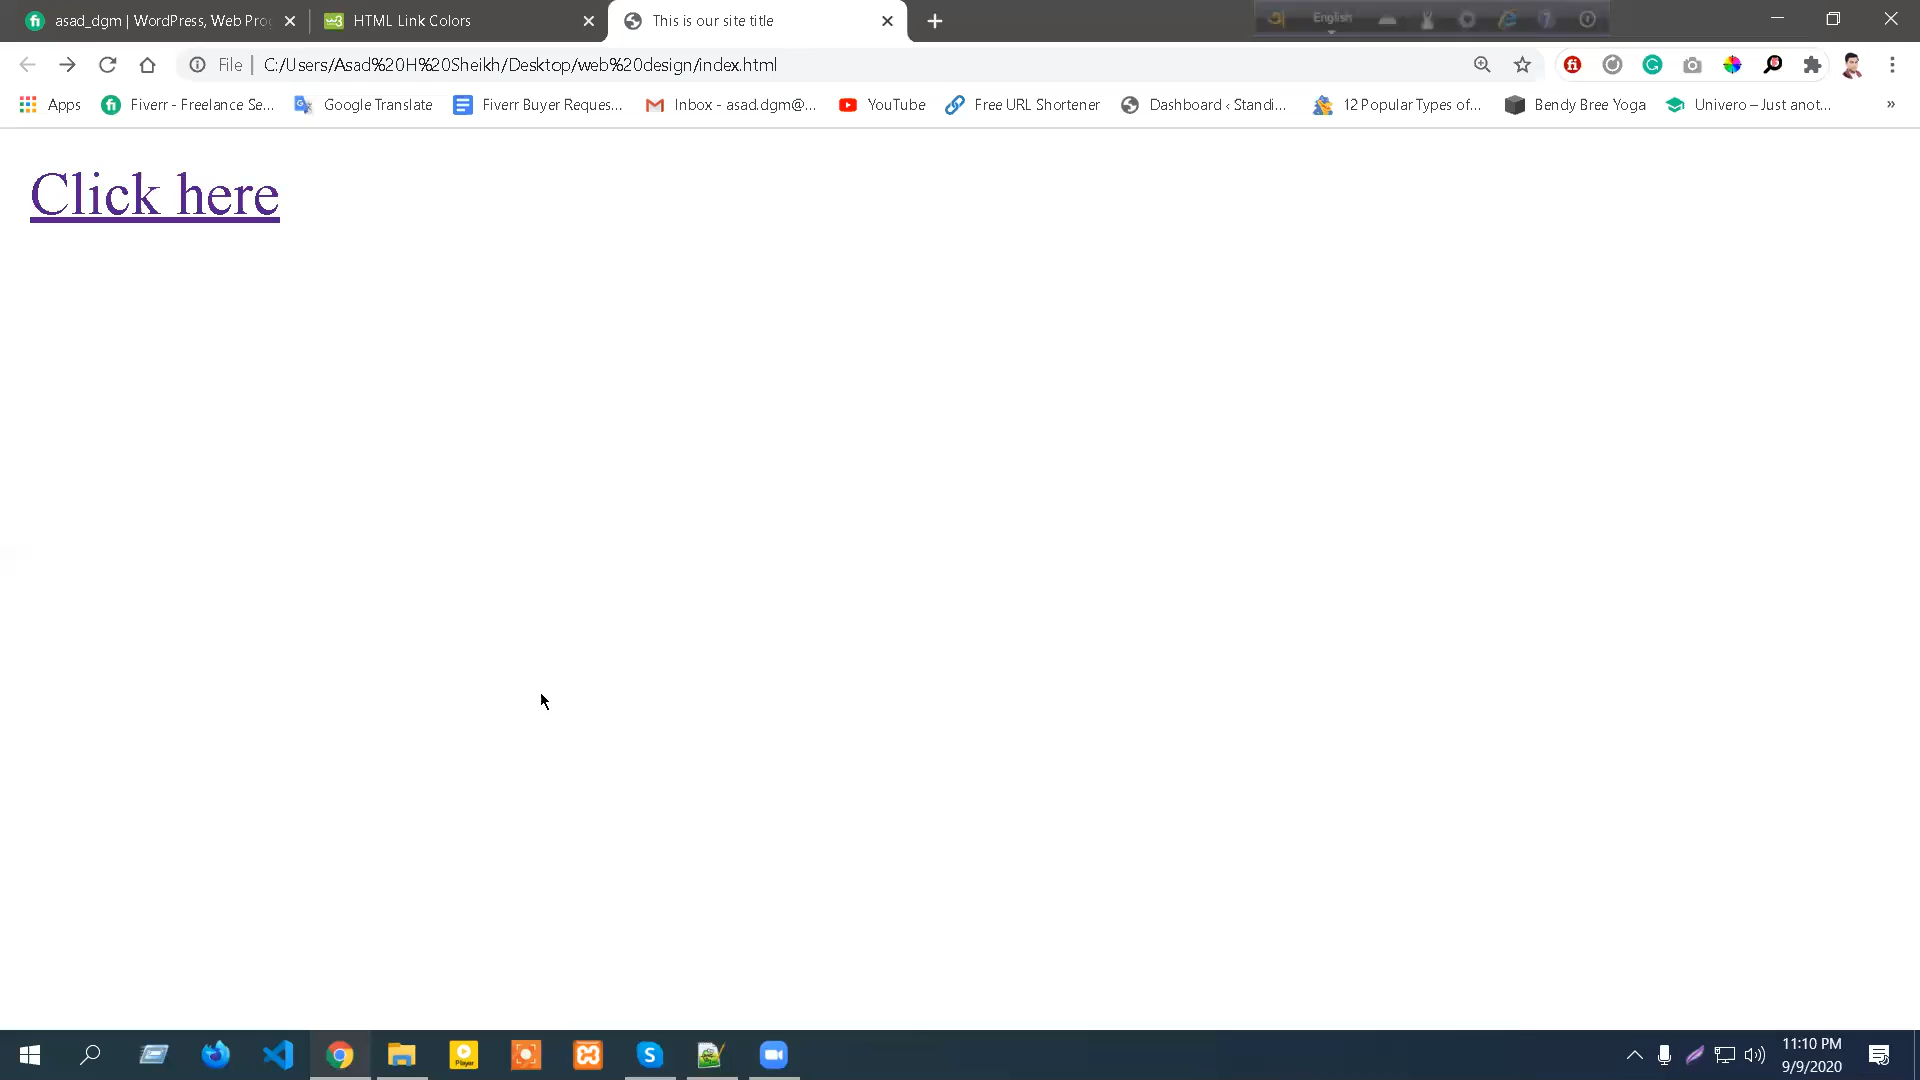 asad_dgm | WordPress, Web Pro
HTML Link Colors
This is our site title
English
File
C:/Users/Asad%20H%20Sheikh/Desktop/web%20design/index.html
Apps
Fiverr - Freelance Se...
Google Translate
Fiverr Buyer Reques...
Inbox - asad.dgm@...
YouTube
Free URL Shortener
Dashboard ‹ Standi...
12 Popular Types of...
Bendy Bree Yoga
Univero – Just anot...
»
Click here
Player
11:10 PM
9/9/2020